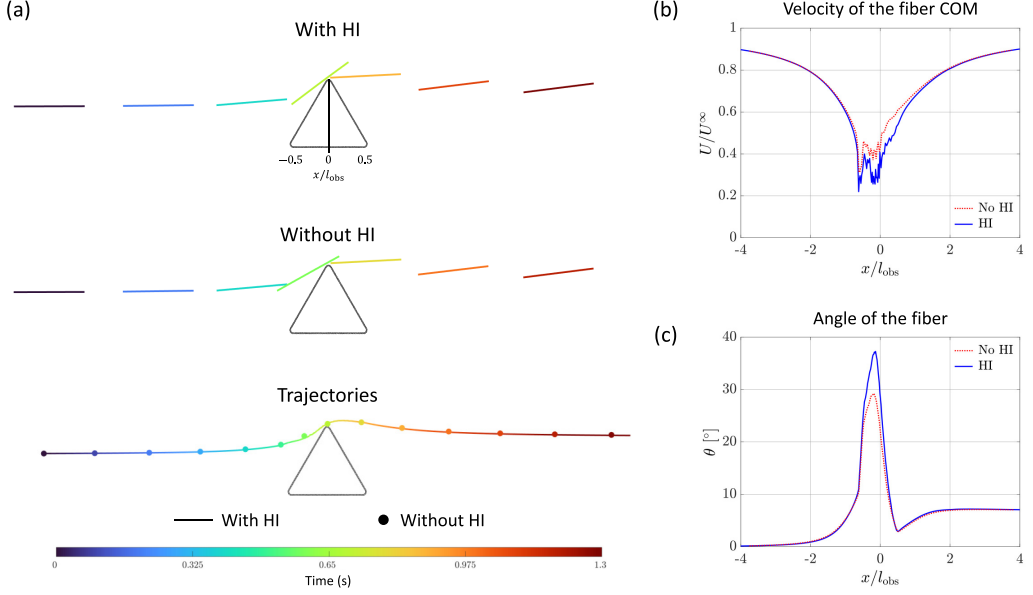 (a)
With HI
−0.5 0 0.5
x/l_obs
Without HI
Trajectories
With HI
Without HI
0 0.325 0.65 0.975 1.3
Time (s)
(b)
Velocity of the fiber COM
1
0.8
0.6
0.4
0.2
0
U/U^∞
No HI
HI
-4 -2 0 2 4
x/l_obs
(c)
Angle of the fiber
40
30
20
10
0
θ [°]
No HI
HI
-4 -2 0 2 4
x/l_obs